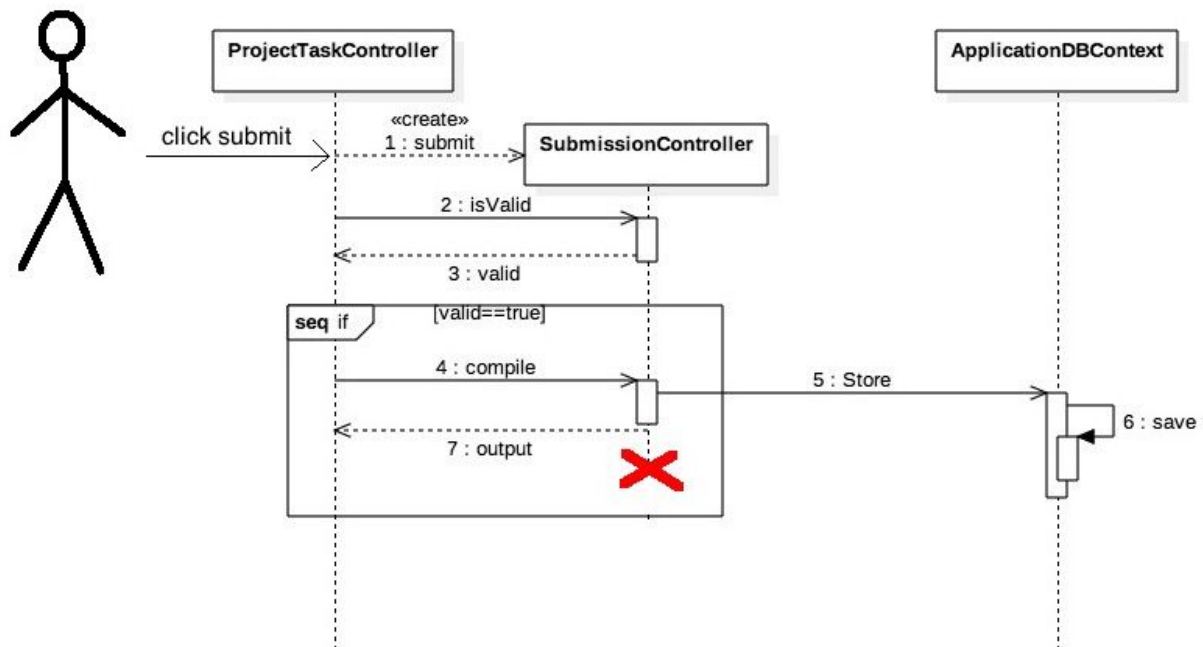 ProjectTaskController
ApplicationDBContext
«create»
click submit
1 : submit
SubmissionController
2 : isValid
3 : valid
seq if
[valid==true]
4 : compile
5 : Store
6 : save
7 : output